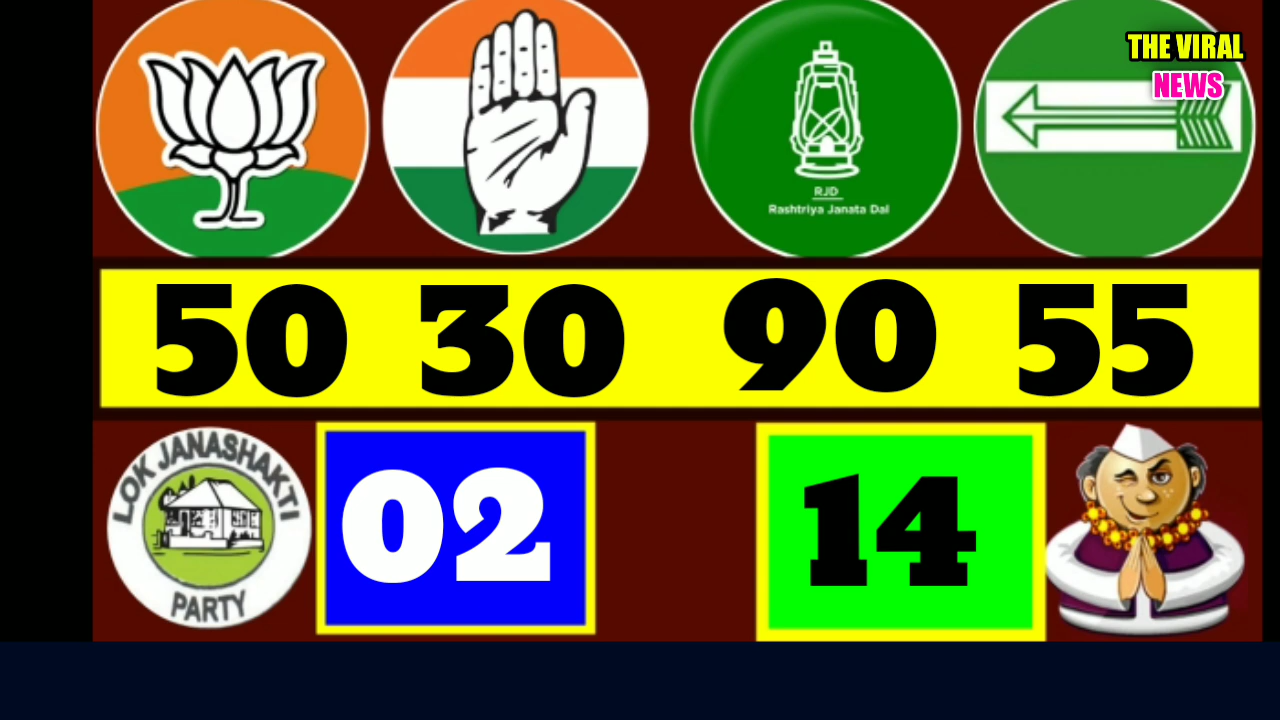 THE VIRAL
NEWS
RJD
Rashtriya Janata Dal
50 30 90 55
LOK JANASHAKTI
PARTY
02
14